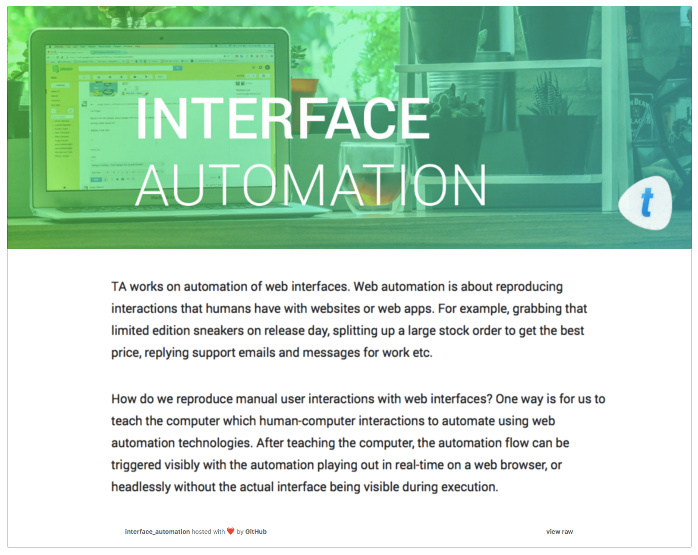 INTERFACE
AUTOMATION
t
TA works on automation of web interfaces. Web automation is about reproducing
interactions that humans have with websites or web apps. For example, grabbing that
limited edition sneakers on release day, splitting up a large stock order to get the best
price, replying support emails and messages for work etc.
How do we reproduce manual user interactions with web interfaces? One way is for us to
teach the computer which human-computer interactions to automate using web
automation technologies. After teaching the computer, the automation flow can be
triggered visibly with the automation playing out in real-time on a web browser, or
headlessly without the actual interface being visible during execution.
interface_automation hosted with ❤ by GitHub
view raw